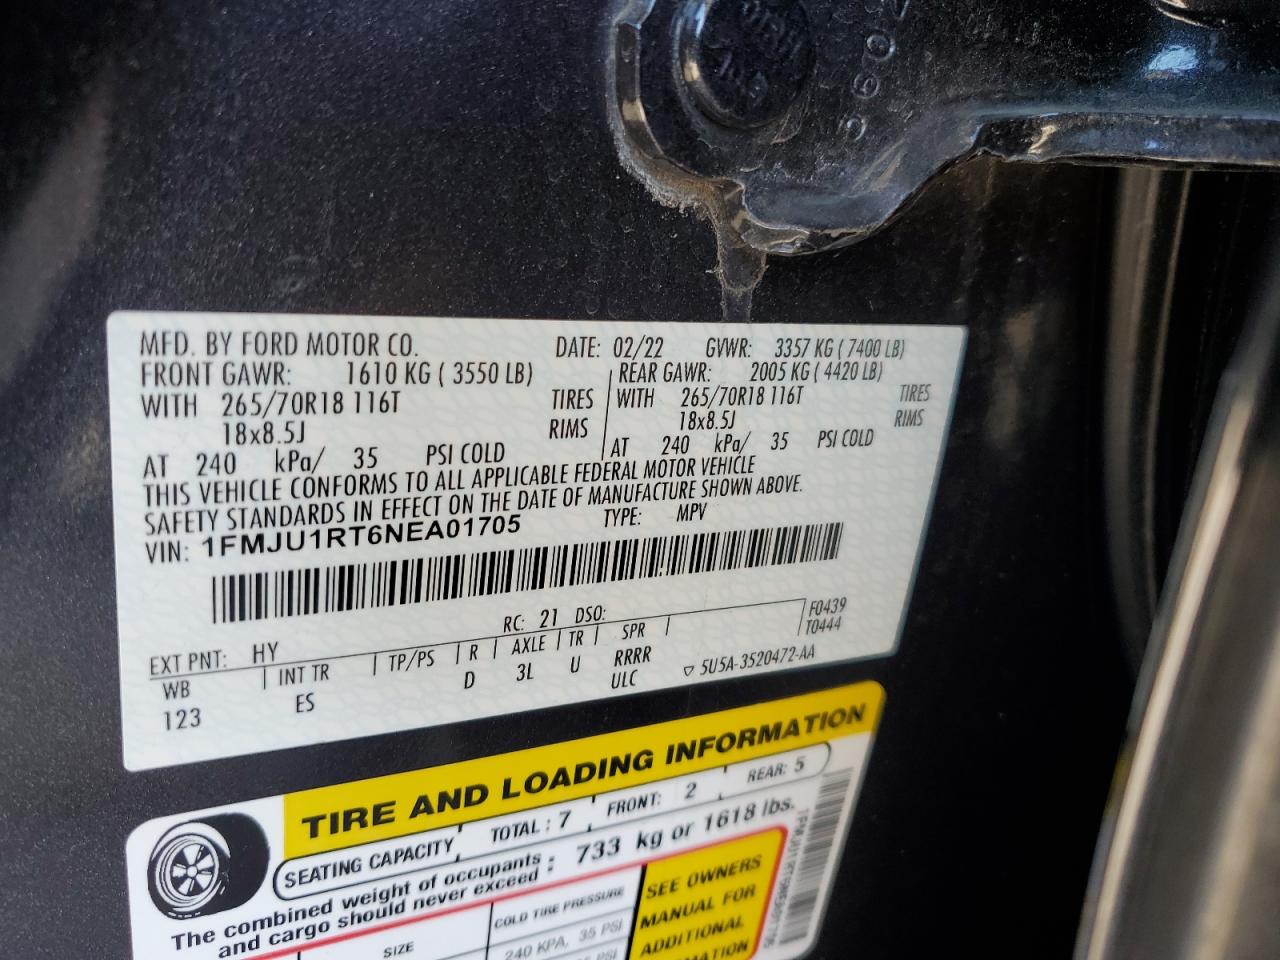 C602
MFD. BY FORD MOTOR CO. DATE: 02/22 GVWR: 3357 KG ( 7400 LB)
FRONT GAWR: 1610 KG ( 3550 LB) REAR GAWR: 2005 KG ( 4420 LB)
WITH 265/70R18 116T TIRES WITH 265/70R18 116T TIRES
18x8.5J RIMS 18x8.5J RIMS
AT 240 kPa/ 35 PSI COLD AT 240 kPa/ 35 PSI COLD
THIS VEHICLE CONFORMS TO ALL APPLICABLE FEDERAL MOTOR VEHICLE
SAFETY STANDARDS IN EFFECT ON THE DATE OF MANUFACTURE SHOWN ABOVE.
VIN: 1FMJU1RT6NEA01705 TYPE: MPV
EXT PNT: HY RC: 21 DSO: F0439
WB INT TR TP/PS R AXLE TR SPR T0444
123 ES D 3L U RRRR 5U5A-3520472-AA
ULC
TIRE AND LOADING INFORMATION
SEATING CAPACITY TOTAL: 7 FRONT: 2 REAR: 5
The combined weight of occupants : 733 kg or 1618 lbs.
and cargo should never exceed
SIZE COLD TIRE PRESSURE SEE OWNERS
240 KPA, 35 PSI MANUAL FOR
PSI ADDITIONAL